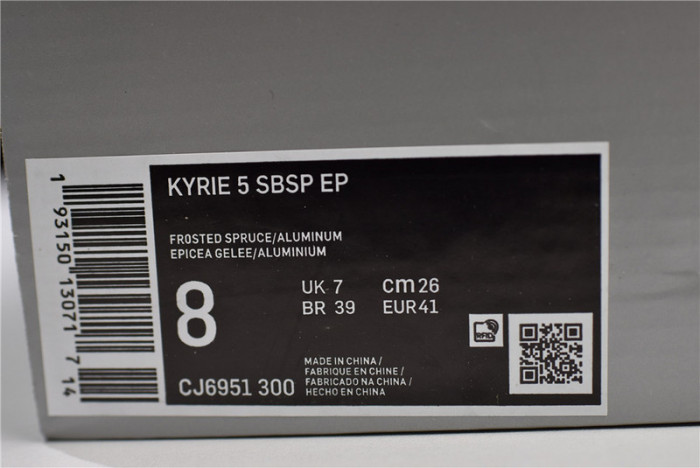 KYRIE 5 SBSP EP
FROSTED SPRUCE/ALUMINUM
EPICEA GELEE/ALUMINIUM
8
UK 7 cm 26
BR 39 EUR 41
RFID
CJ6951 300
MADE IN CHINA /
FABRIQUE EN CHINE /
FABRICADO NA CHINA /
HECHO EN CHINA
1 93150 13071 7 14